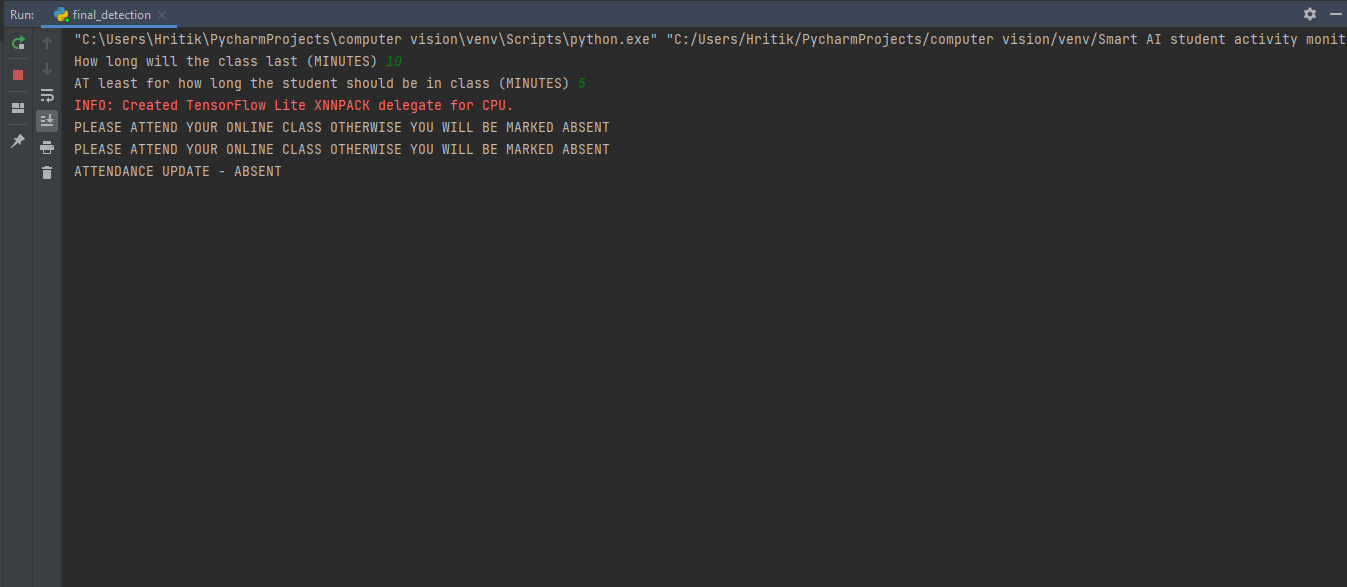 Run: final_detection
"C:\Users\Hritik\PycharmProjects\computer vision\venv\Scripts\python.exe" "C:/Users/Hritik/PycharmProjects/computer vision/venv/Smart AI student activity monit
How long will the class last (MINUTES) 10
AT least for how long the student should be in class (MINUTES) 5
INFO: Created TensorFlow Lite XNNPACK delegate for CPU.
PLEASE ATTEND YOUR ONLINE CLASS OTHERWISE YOU WILL BE MARKED ABSENT
PLEASE ATTEND YOUR ONLINE CLASS OTHERWISE YOU WILL BE MARKED ABSENT
ATTENDANCE UPDATE - ABSENT